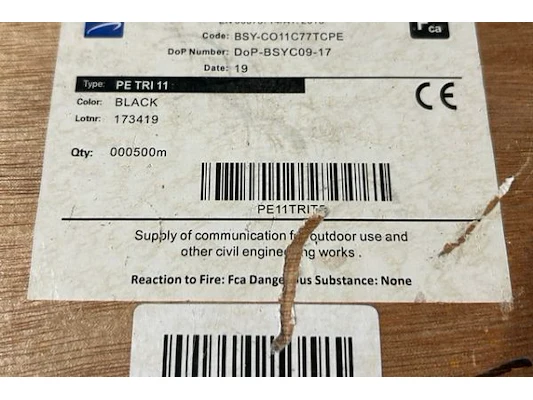 Code: BSY-CO11C77TCPE
DoP Number: DoP-BSYC09-17
Date: 19
Type: PE TRI 11
Color: BLACK
Lotnr: 173419
Qty: 000500m
Fca
CE
PE11TRIT
Supply of communication for outdoor use and
other civil engineering works .
Reaction to Fire: Fca Dangerous Substance: None